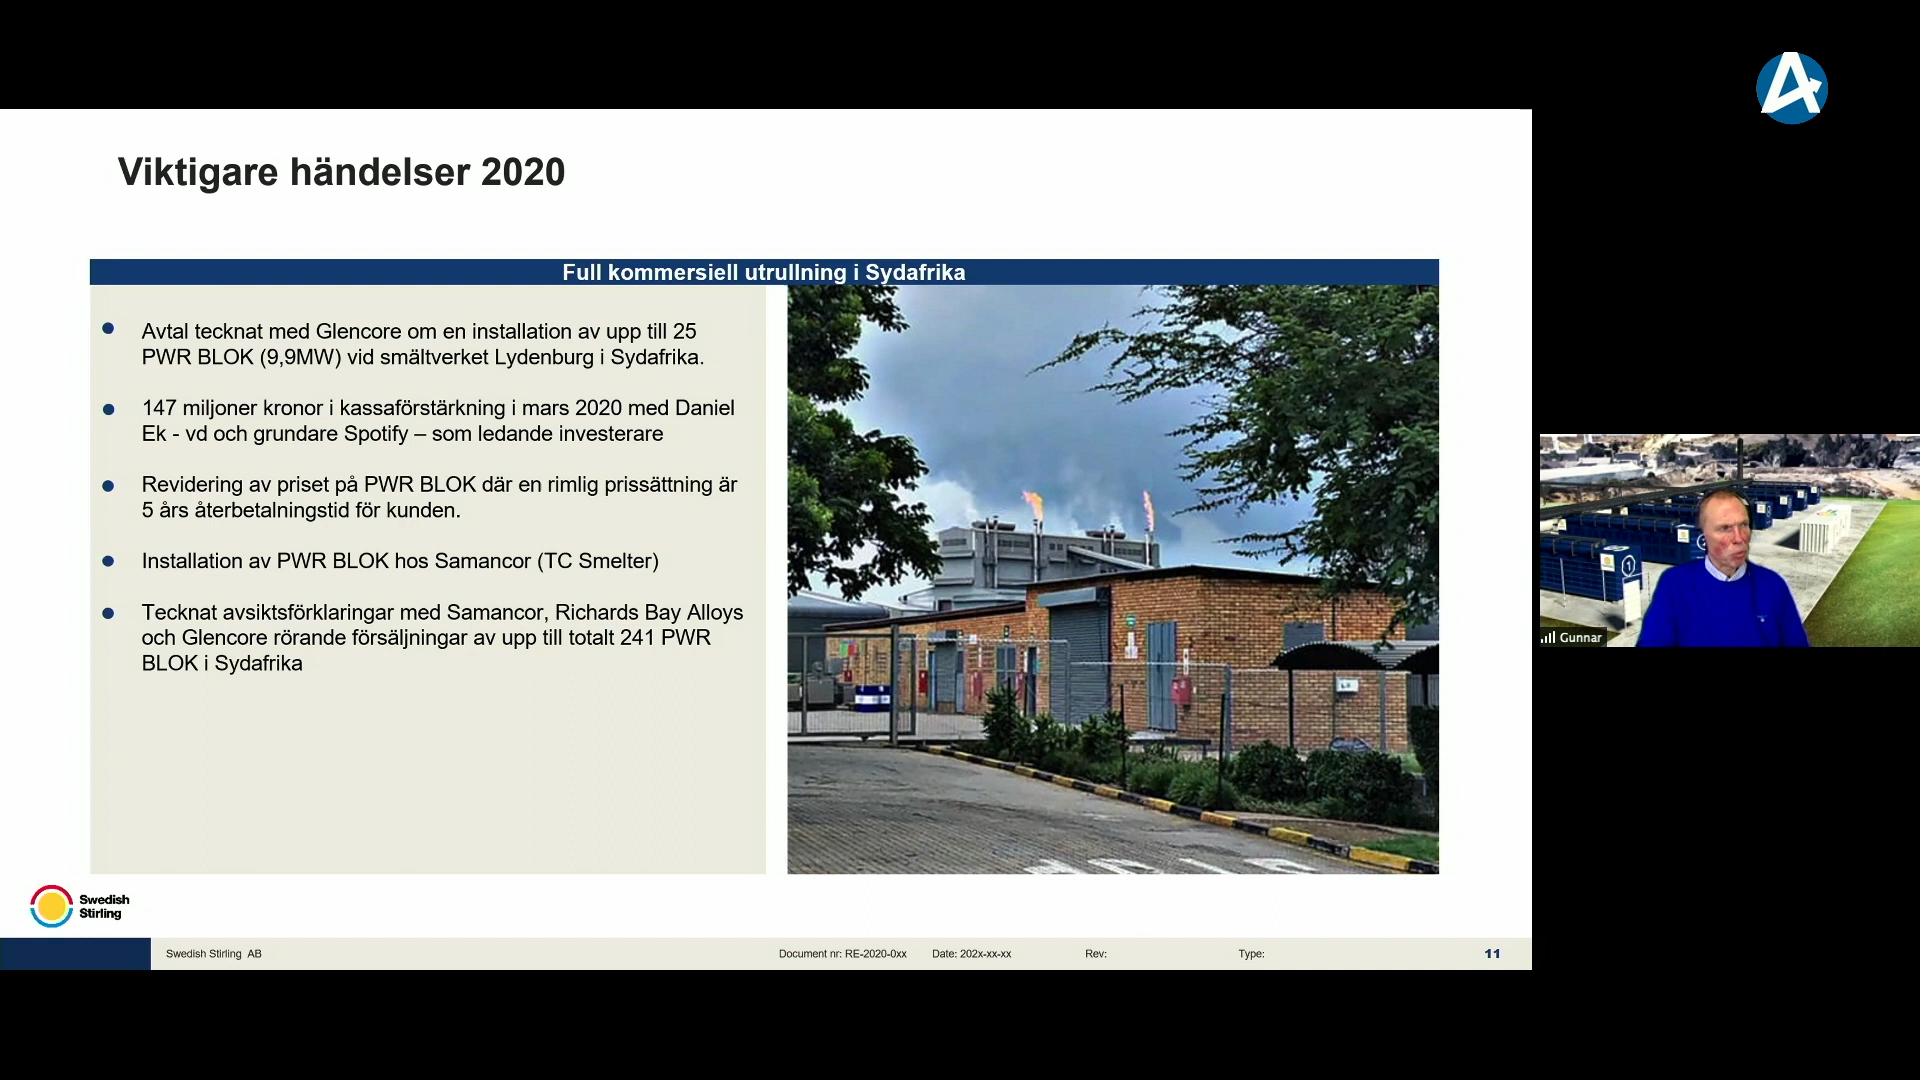 Viktigare händelser 2020
Full kommersiell utrullning i Sydafrika
Avtal tecknat med Glencore om en installation av upp till 25
PWR BLOK (9,9MW) vid smältverket Lydenburg i Sydafrika.
147 miljoner kronor i kassaförstärkning i mars 2020 med Daniel
Ek - vd och grundare Spotify – som ledande investerare
Revidering av priset på PWR BLOK där en rimlig prissättning är
5 års återbetalningstid för kunden.
Installation av PWR BLOK hos Samancor (TC Smelter)
Tecknat avsiktsförklaringar med Samancor, Richards Bay Alloys
och Glencore rörande försäljningar av upp till totalt 241 PWR
BLOK i Sydafrika
Gunnar
Swedish
Stirling
Swedish Stirling AB
Document nr: RE-2020-0xx
Date: 202x-xx-xx
Rev:
Type:
11